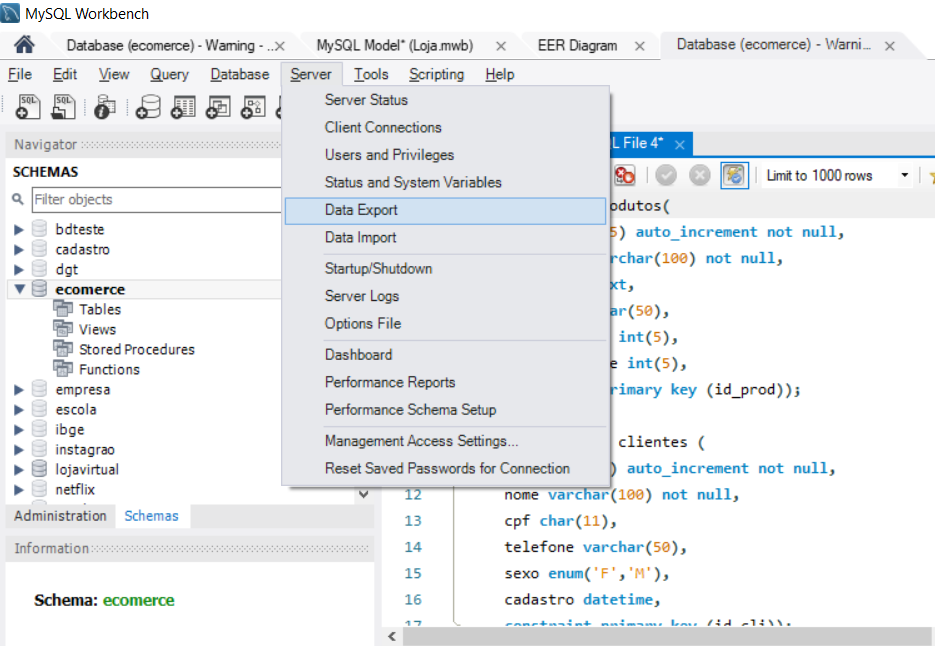 MySQL Workbench
Database (ecomerce) - Warning - ..
MySQL Model* (Loja.mwb)
EER Diagram
Database (ecomerce) - Warni...
File Edit View Query Database Server Tools Scripting Help
Navigator
SCHEMAS
Filter objects
bdteste
cadastro
dgt
ecomerce
Tables
Views
Stored Procedures
Functions
empresa
escola
ibge
instagrao
lojavirtual
netflix
Administration Schemas
Information
Schema: ecomerce
Server Status
Client Connections
Users and Privileges
Status and System Variables
Data Export
Data Import
Startup/Shutdown
Server Logs
Options File
Dashboard
Performance Reports
Performance Schema Setup
Management Access Settings...
Reset Saved Passwords for Connection
L File 4*
Limit to 1000 rows
odutos(
5) auto_increment not null,
rchar(100) not null,
xt,
ar(50),
int(5),
e int(5),
rimary key (id_prod));
clientes (
) auto_increment not null,
12 nome varchar(100) not null,
13 cpf char(11),
14 telefone varchar(50),
15 sexo enum('F','M'),
16 cadastro datetime,
17 constraint primary key (id_cli));